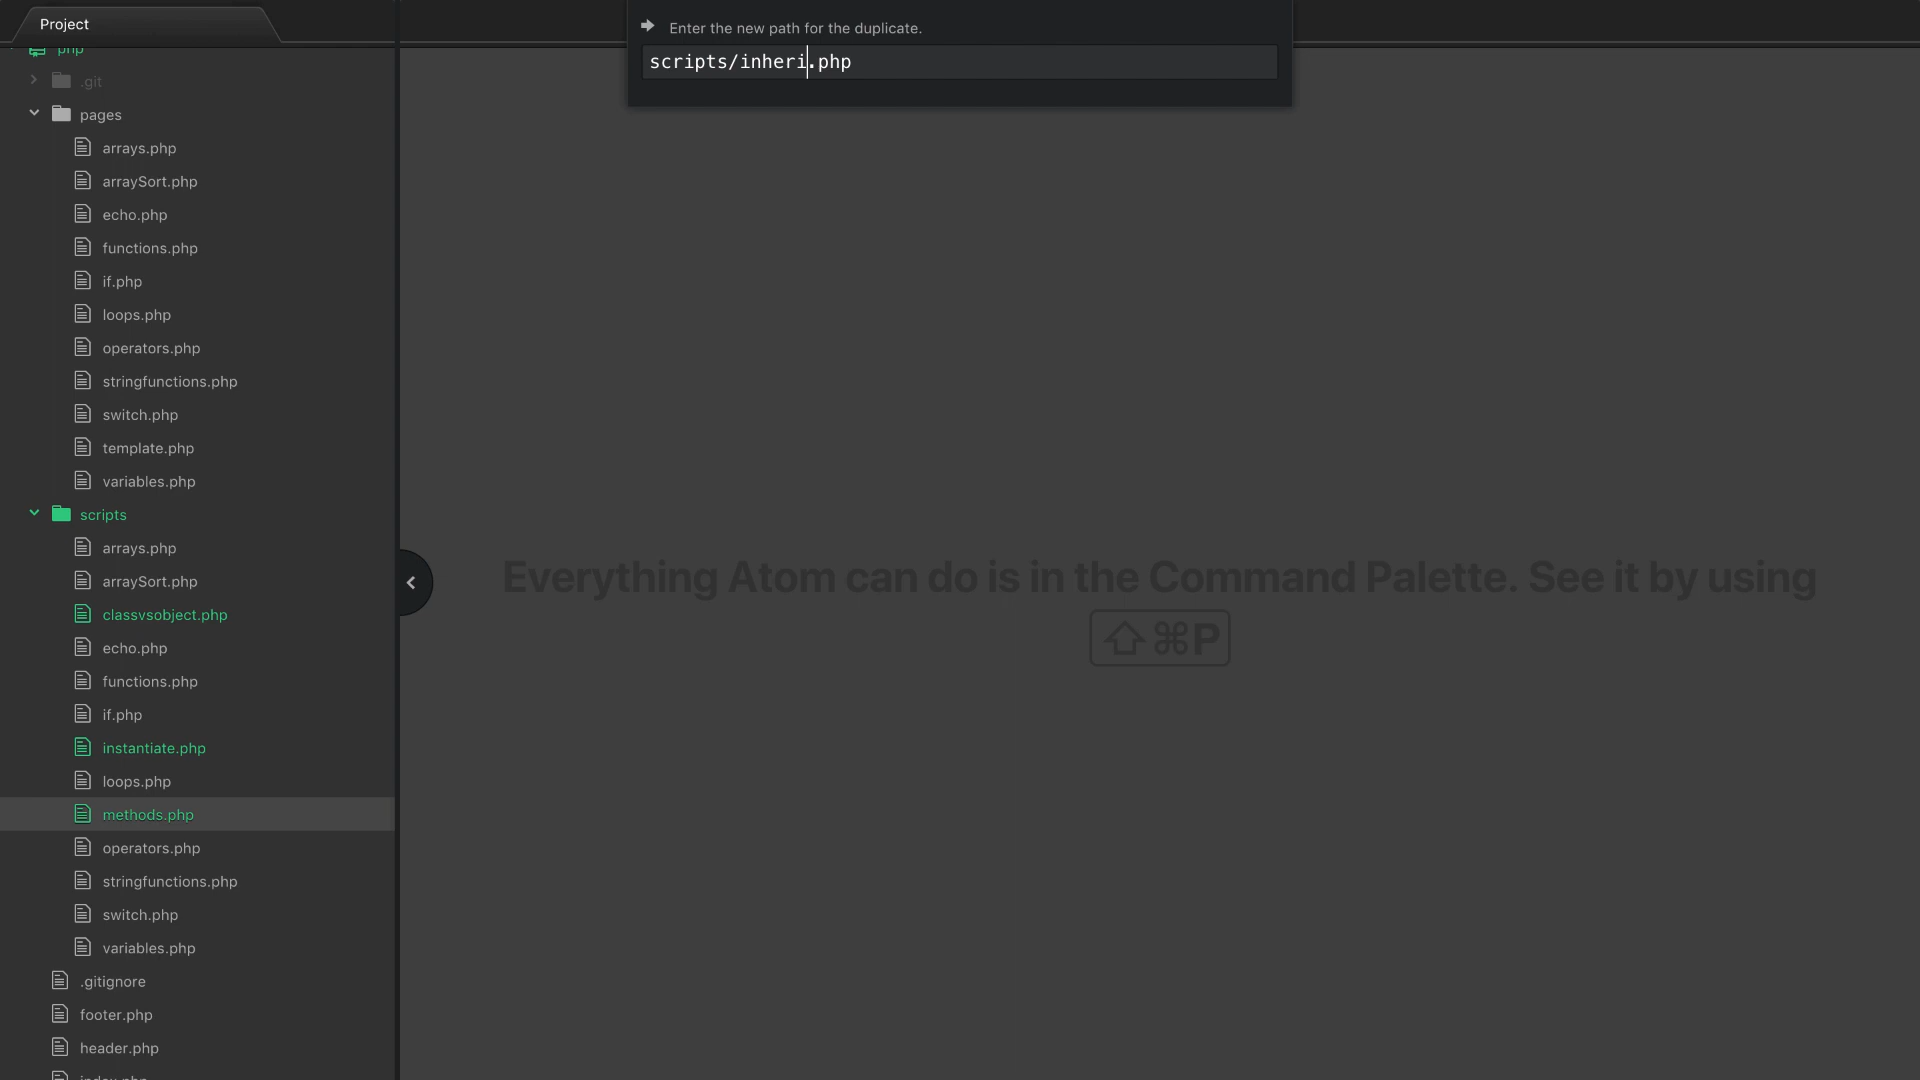 Project
Enter the new path for the duplicate.
scripts/inheri.php
php
.git
pages
arrays.php
arraySort.php
echo.php
functions.php
if.php
loops.php
operators.php
stringfunctions.php
switch.php
template.php
variables.php
scripts
arrays.php
arraySort.php
classvsobject.php
echo.php
functions.php
if.php
instantiate.php
loops.php
methods.php
operators.php
stringfunctions.php
switch.php
variables.php
.gitignore
footer.php
header.php
index.php
Everything Atom can do is in the Command Palette. See it by using
⇧⌘P